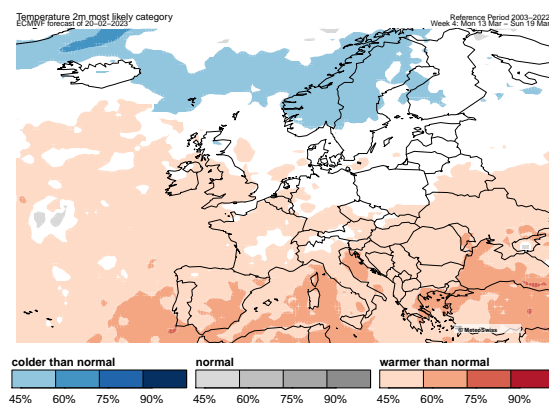 Temperature 2m most likely category
ECMWF forecast of 20-02-2023
Reference Period 2003-2022
Week 4: Mon 13 Mar – Sun 19 Mar
© MeteoSwiss
colder than normal
normal
warmer than normal
45% 60% 75% 90%
45% 60% 75% 90%
45% 60% 75% 90%